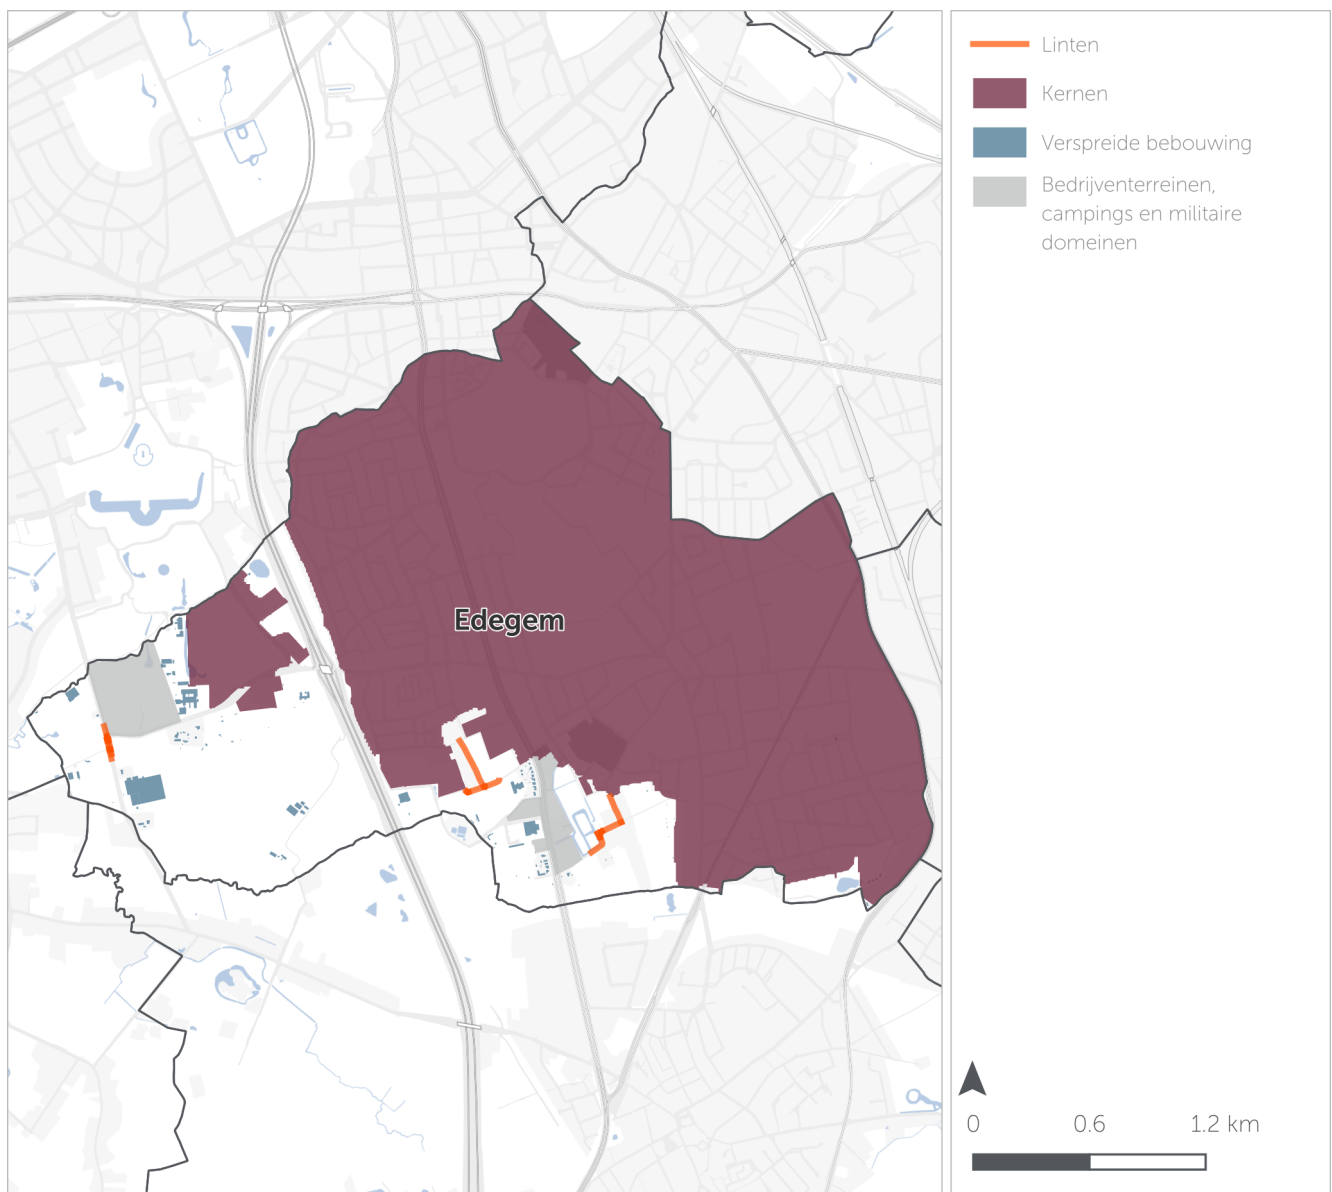 Edegem
Linten
Kernen
Verspreide bebouwing
Bedrijventerreinen,
campings en militaire
domeinen
0 0.6 1.2 km